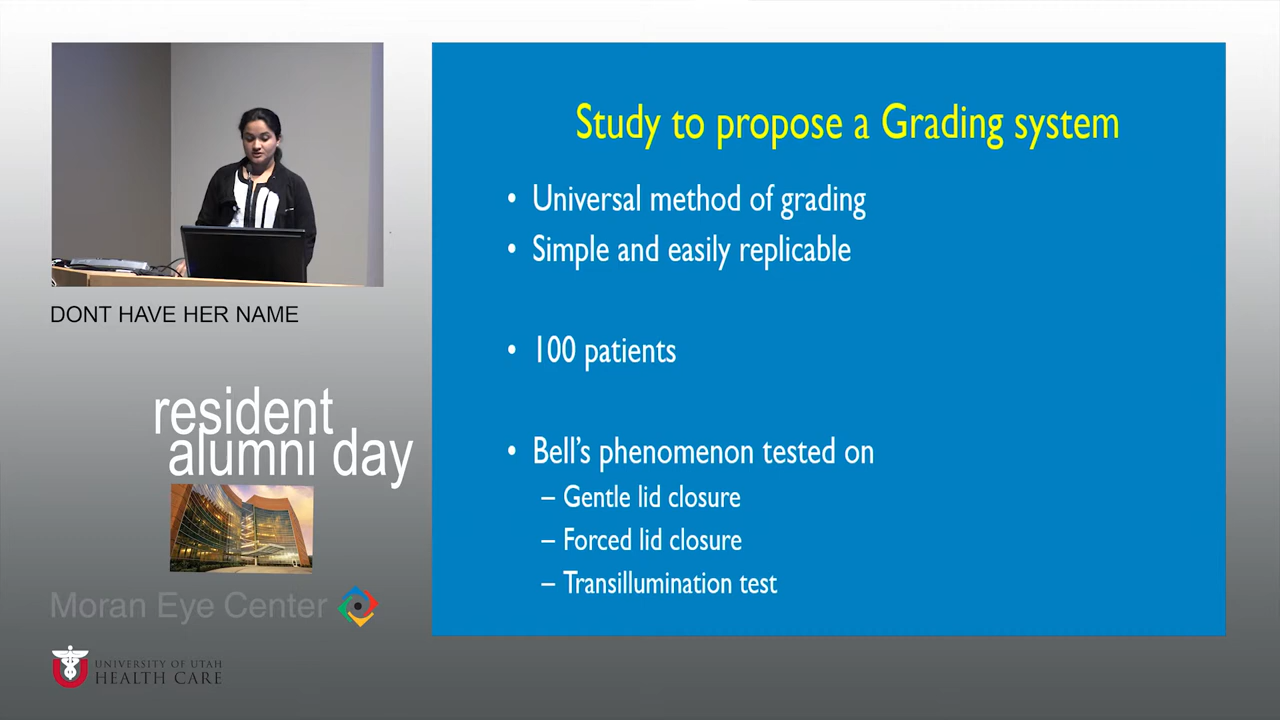 Study to propose a Grading system
• Universal method of grading
• Simple and easily replicable
• 100 patients
• Bell's phenomenon tested on
– Gentle lid closure
– Forced lid closure
– Transillumination test
DONT HAVE HER NAME
resident
alumni day
Moran Eye Center
UNIVERSITY OF UTAH
HEALTH CARE